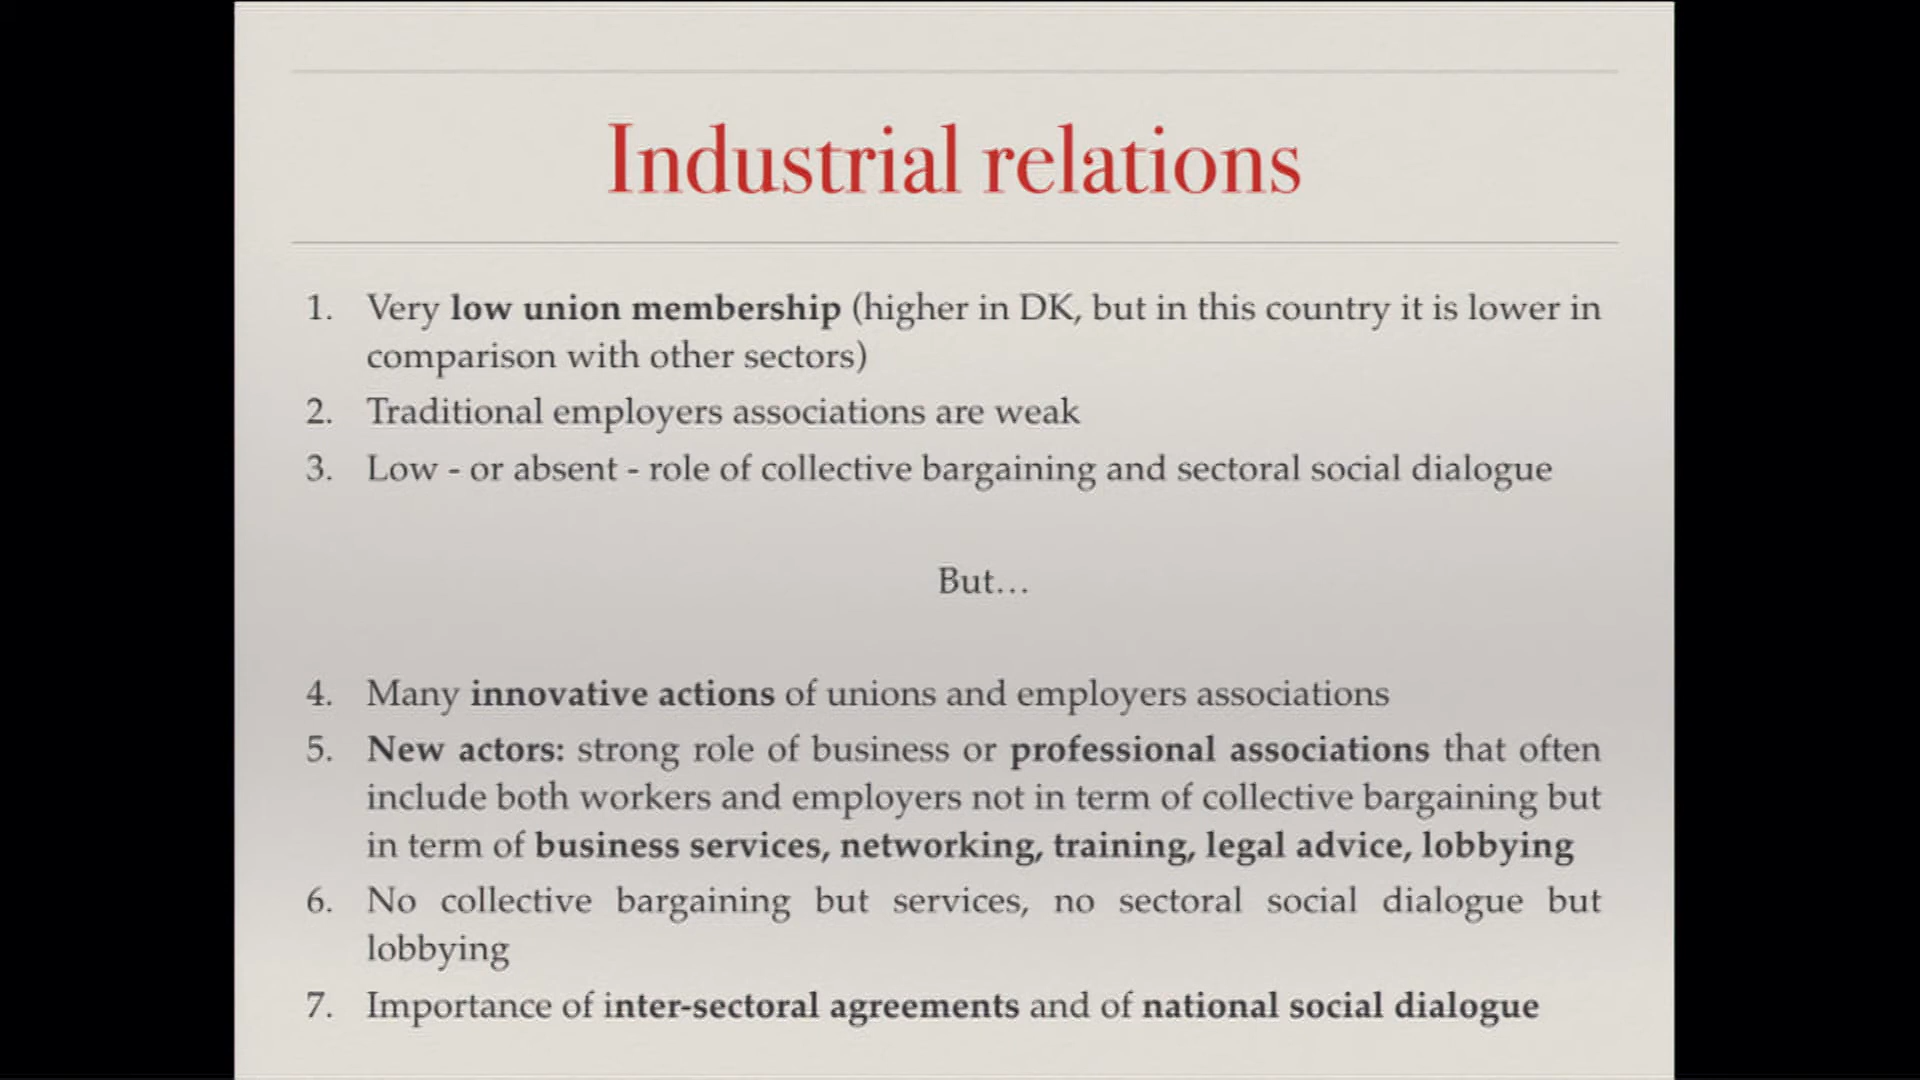 Industrial relations
1. Very low union membership (higher in DK, but in this country it is lower in
comparison with other sectors)
2. Traditional employers associations are weak
3. Low - or absent - role of collective bargaining and sectoral social dialogue
But…
4. Many innovative actions of unions and employers associations
5. New actors: strong role of business or professional associations that often
include both workers and employers not in term of collective bargaining but
in term of business services, networking, training, legal advice, lobbying
6. No collective bargaining but services, no sectoral social dialogue but
lobbying
7. Importance of inter-sectoral agreements and of national social dialogue